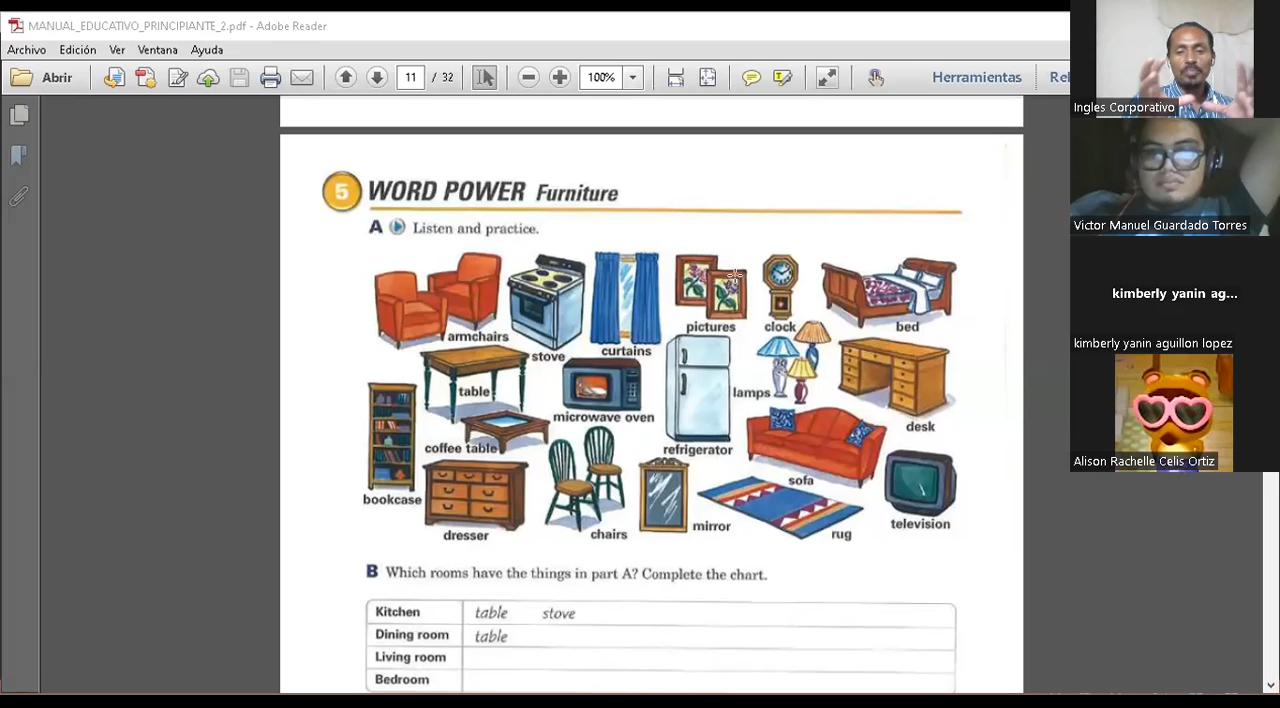 MANUAL_EDUCATIVO_PRINCIPIANTE_2.pdf - Adobe Reader
Archivo Edición Ver Ventana Ayuda
Abrir 11 / 32 100% Herramientas
Ingles Corporativo
Victor Manuel Guardado Torres
kimberly yanin ag...
kimberly yanin aguillon lopez
Alison Rachelle Celis Ortiz
5 WORD POWER Furniture
A Listen and practice.
armchairs
stove
curtains
pictures
clock
bed
table
microwave oven
lamps
desk
coffee table
refrigerator
bookcase
sofa
dresser
chairs
mirror
rug
television
B Which rooms have the things in part A? Complete the chart.
Kitchen table stove
Dining room table
Living room
Bedroom